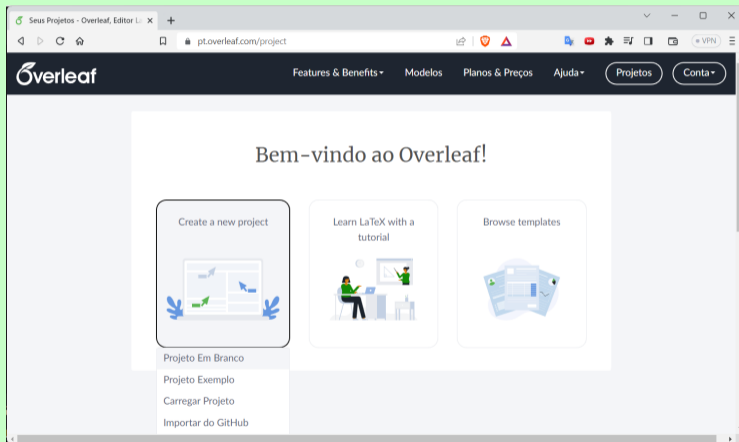 Seus Projetos - Overleaf, Editor L
pt.overleaf.com/project
VPN
Overleaf
Features & Benefits
Modelos
Planos & Preços
Ajuda
Projetos
Conta
Bem-vindo ao Overleaf!
Create a new project
Learn LaTeX with a
tutorial
Browse templates
Projeto Em Branco
Projeto Exemplo
Carregar Projeto
Importar do GitHub